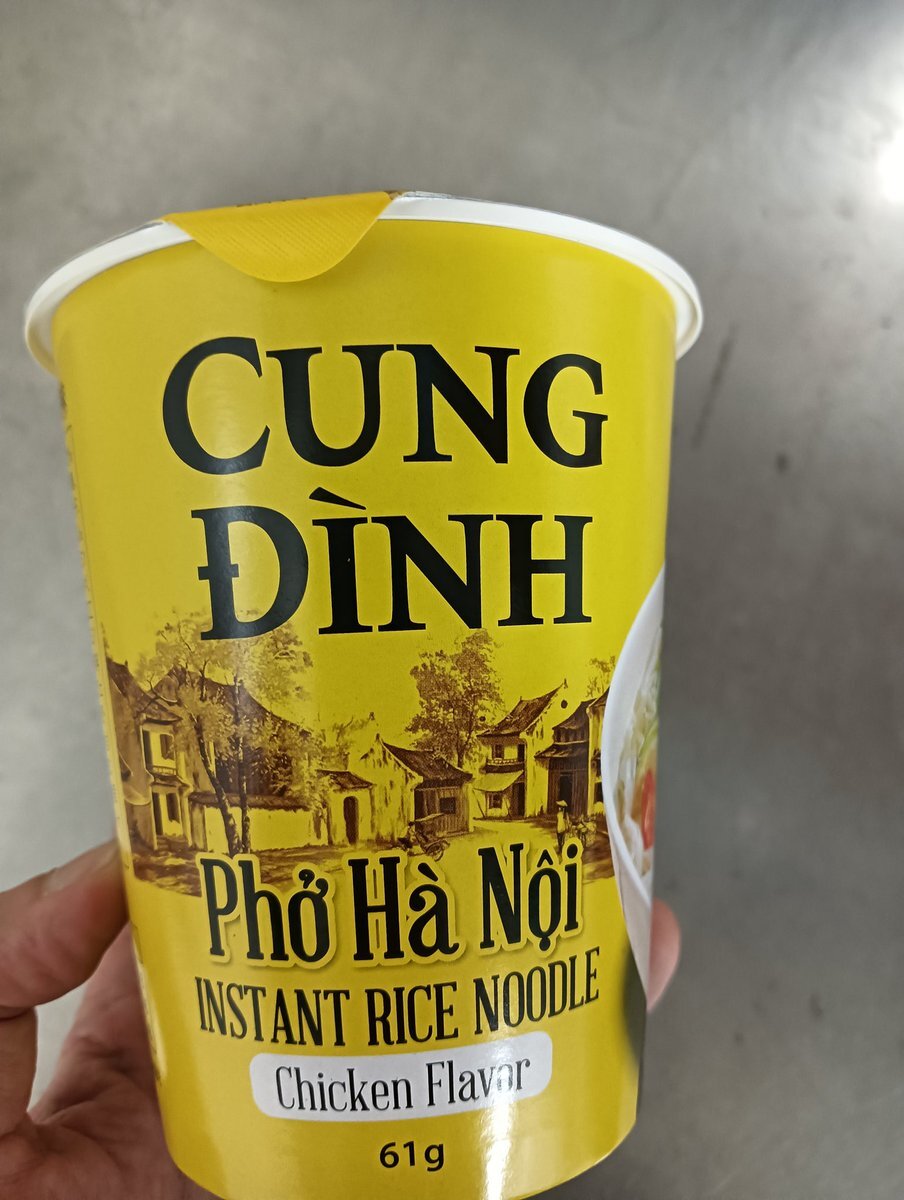 CUNG
ĐÌNH
Phở Hà Nội
INSTANT RICE NOODLE
Chicken Flavor
61g